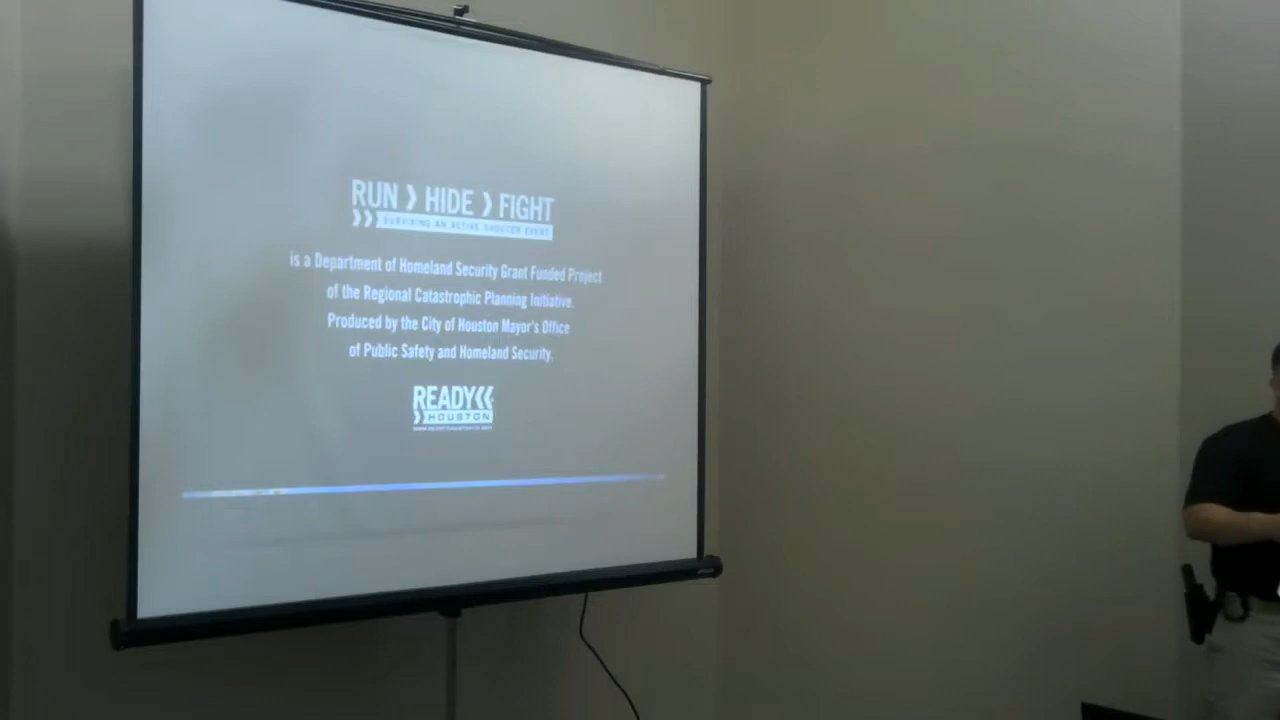 RUN ❯ HIDE ❯ FIGHT
❯❯❯ SURVIVING AN ACTIVE SHOOTER EVENT
is a Department of Homeland Security Grant Funded Project
of the Regional Catastrophic Planning Initiative.
Produced by the City of Houston Mayor's Office
of Public Safety and Homeland Security.
READY❮❮
❯ HOUSTON